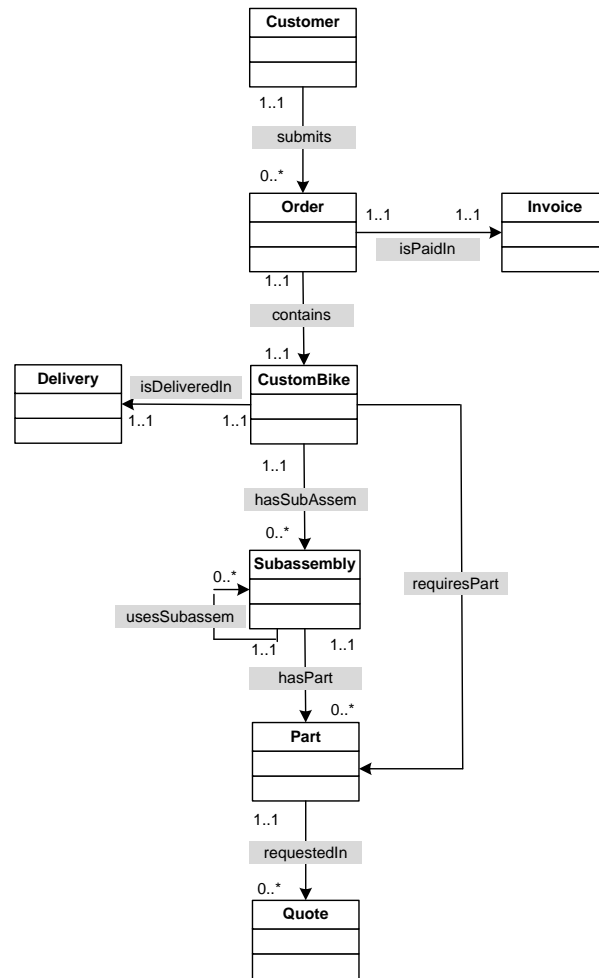 Customer
1..1
submits
0..*
Order
1..1
1..1
Invoice
isPaidIn
1..1
contains
1..1
Delivery
isDeliveredIn
CustomBike
1..1
1..1
1..1
hasSubAssem
0..*
Subassembly
0..*
requiresPart
usesSubassem
1..1
1..1
hasPart
0..*
Part
1..1
requestedIn
0..*
Quote